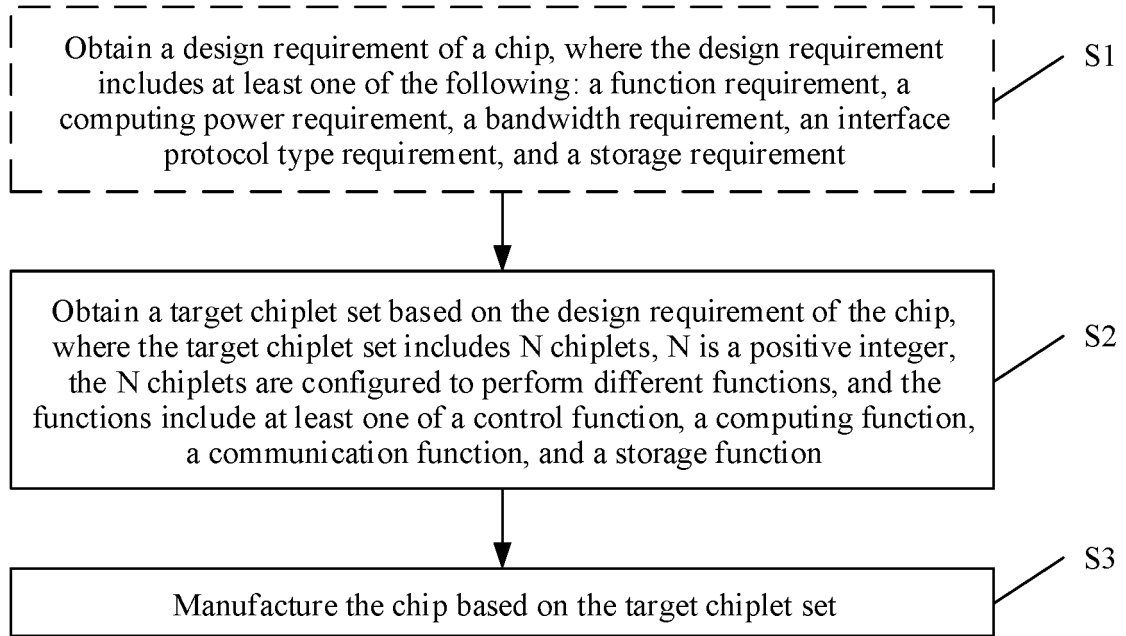 Obtain a design requirement of a chip, where the design requirement
includes at least one of the following: a function requirement, a
computing power requirement, a bandwidth requirement, an interface
protocol type requirement, and a storage requirement
S1
Obtain a target chiplet set based on the design requirement of the chip,
where the target chiplet set includes N chiplets, N is a positive integer,
the N chiplets are configured to perform different functions, and the
functions include at least one of a control function, a computing function,
a communication function, and a storage function
S2
Manufacture the chip based on the target chiplet set
S3